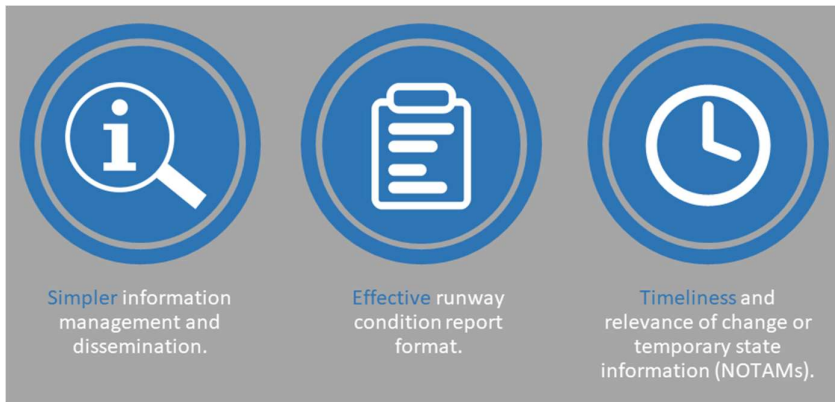 Simpler information
management and
dissemination.
Effective runway
condition report
format.
Timeliness and
relevance of change or
temporary state
information (NOTAMs).